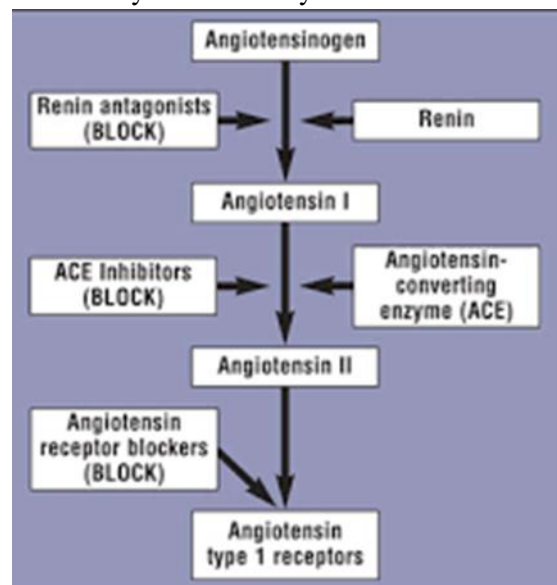 Angiotensinogen
Renin antagonists
(BLOCK)
Renin
Angiotensin I
ACE Inhibitors
(BLOCK)
Angiotensin-
converting
enzyme (ACE)
Angiotensin II
Angiotensin
receptor blockers
(BLOCK)
Angiotensin
type 1 receptors